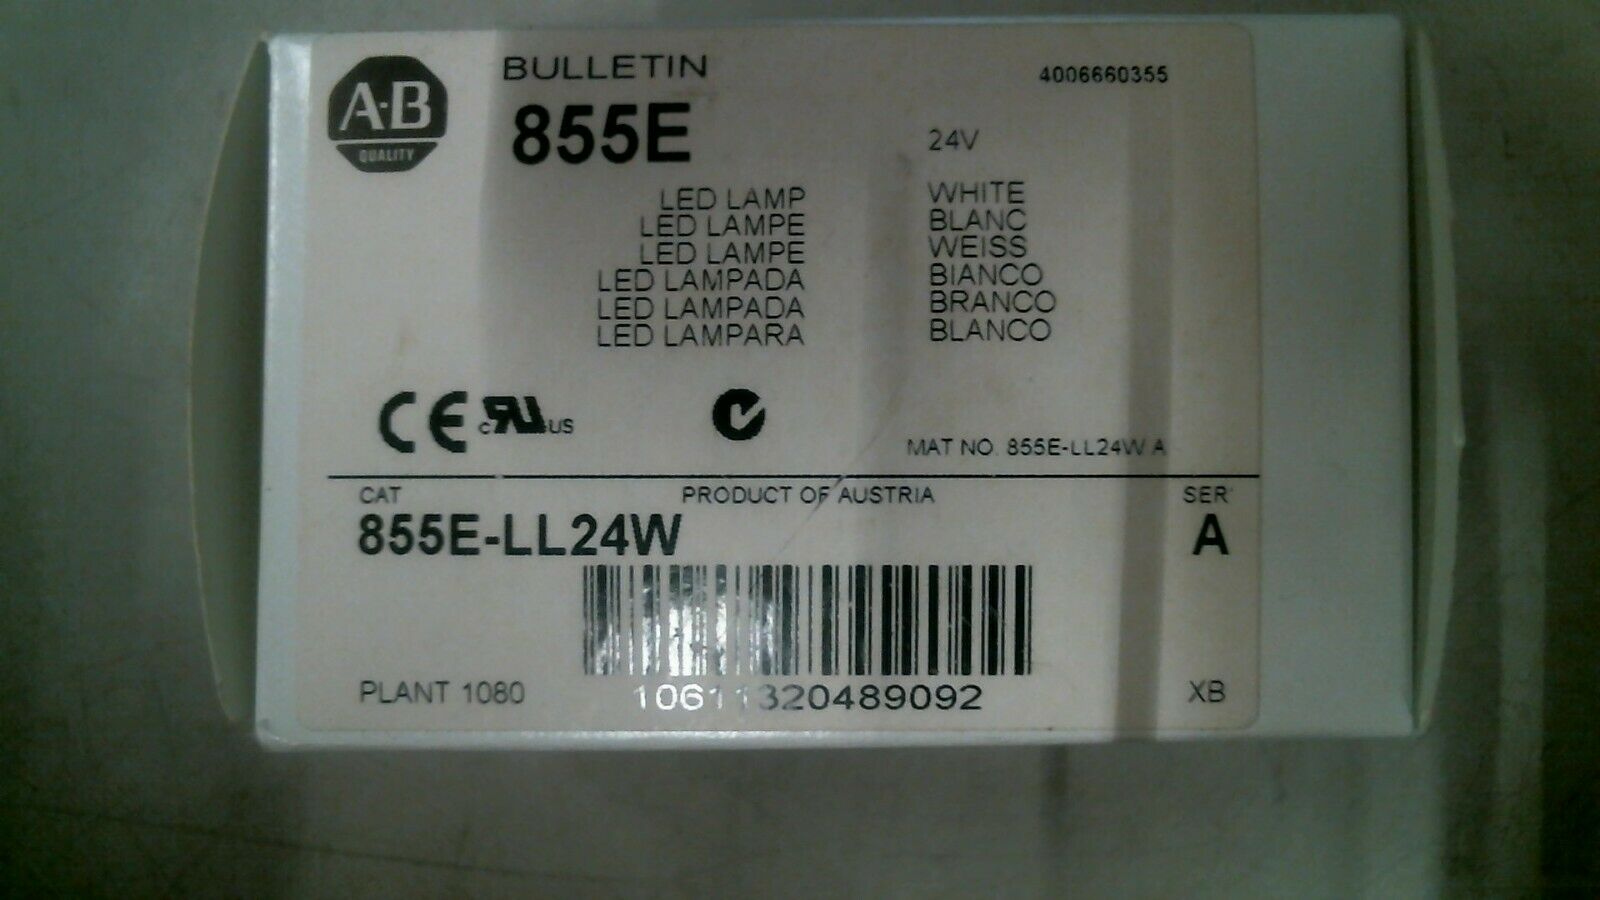 A-B
QUALITY
BULLETIN
855E
4006660355
24V
LED LAMP WHITE
LED LAMPE BLANC
LED LAMPE WEISS
LED LAMPADA BIANCO
LED LAMPADA BRANCO
LED LAMPARA BLANCO
CE c RU US
MAT NO. 855E-LL24W A
CAT PRODUCT OF AUSTRIA SER
855E-LL24W A
PLANT 1080 10611320489092 XB